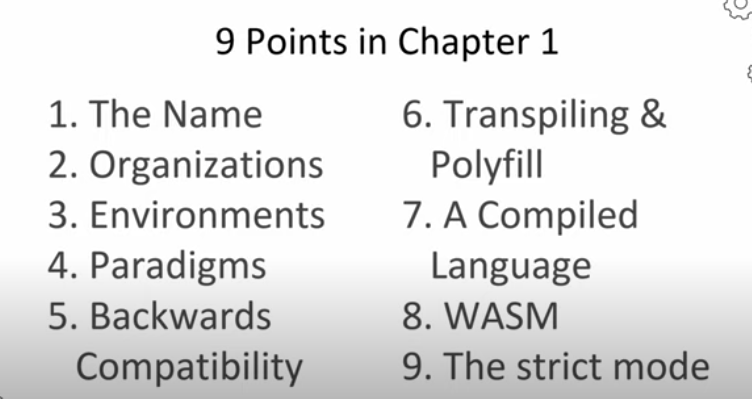 9 Points in Chapter 1
1. The Name
2. Organizations
3. Environments
4. Paradigms
5. Backwards
Compatibility
6. Transpiling &
Polyfill
7. A Compiled
Language
8. WASM
9. The strict mode